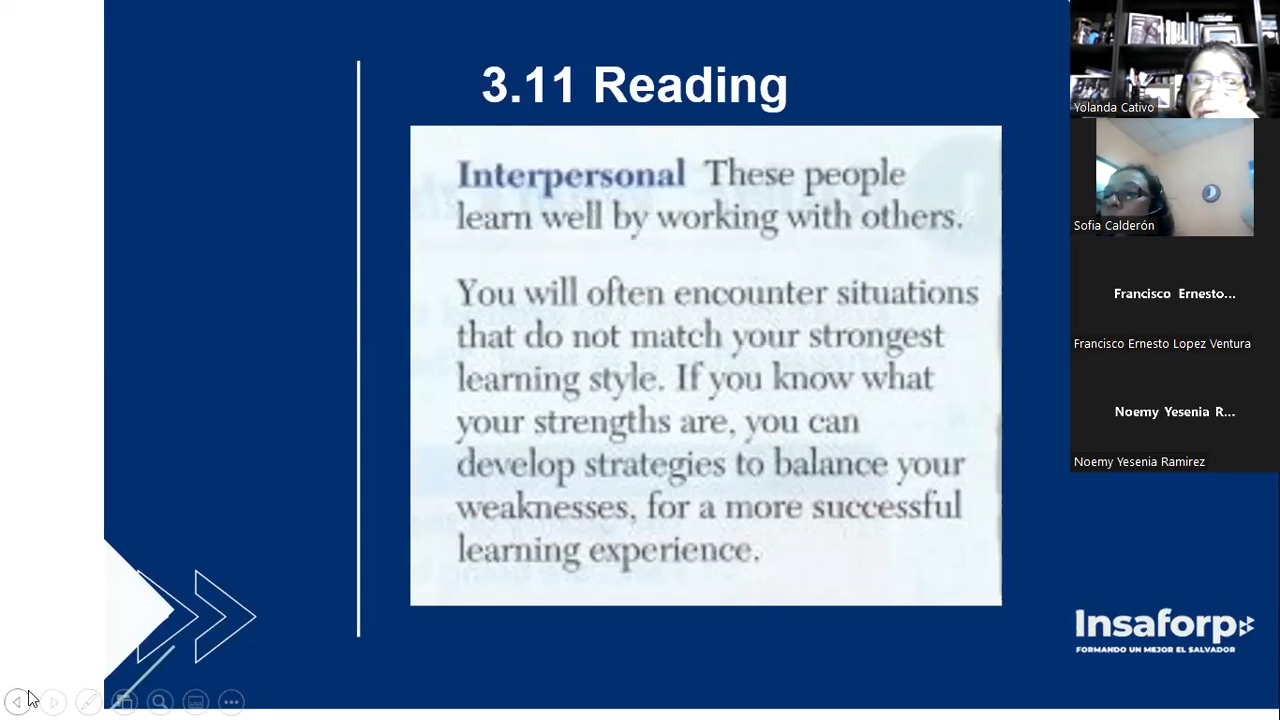 3.11 Reading
Interpersonal These people
learn well by working with others.
You will often encounter situations
that do not match your strongest
learning style. If you know what
your strengths are, you can
develop strategies to balance your
weaknesses, for a more successful
learning experience.
Yolanda Cativo
Sofia Calderón
Francisco Ernesto...
Francisco Ernesto Lopez Ventura
Noemy Yesenia R...
Noemy Yesenia Ramirez
Insaforp
FORMANDO UN MEJOR EL SALVADOR